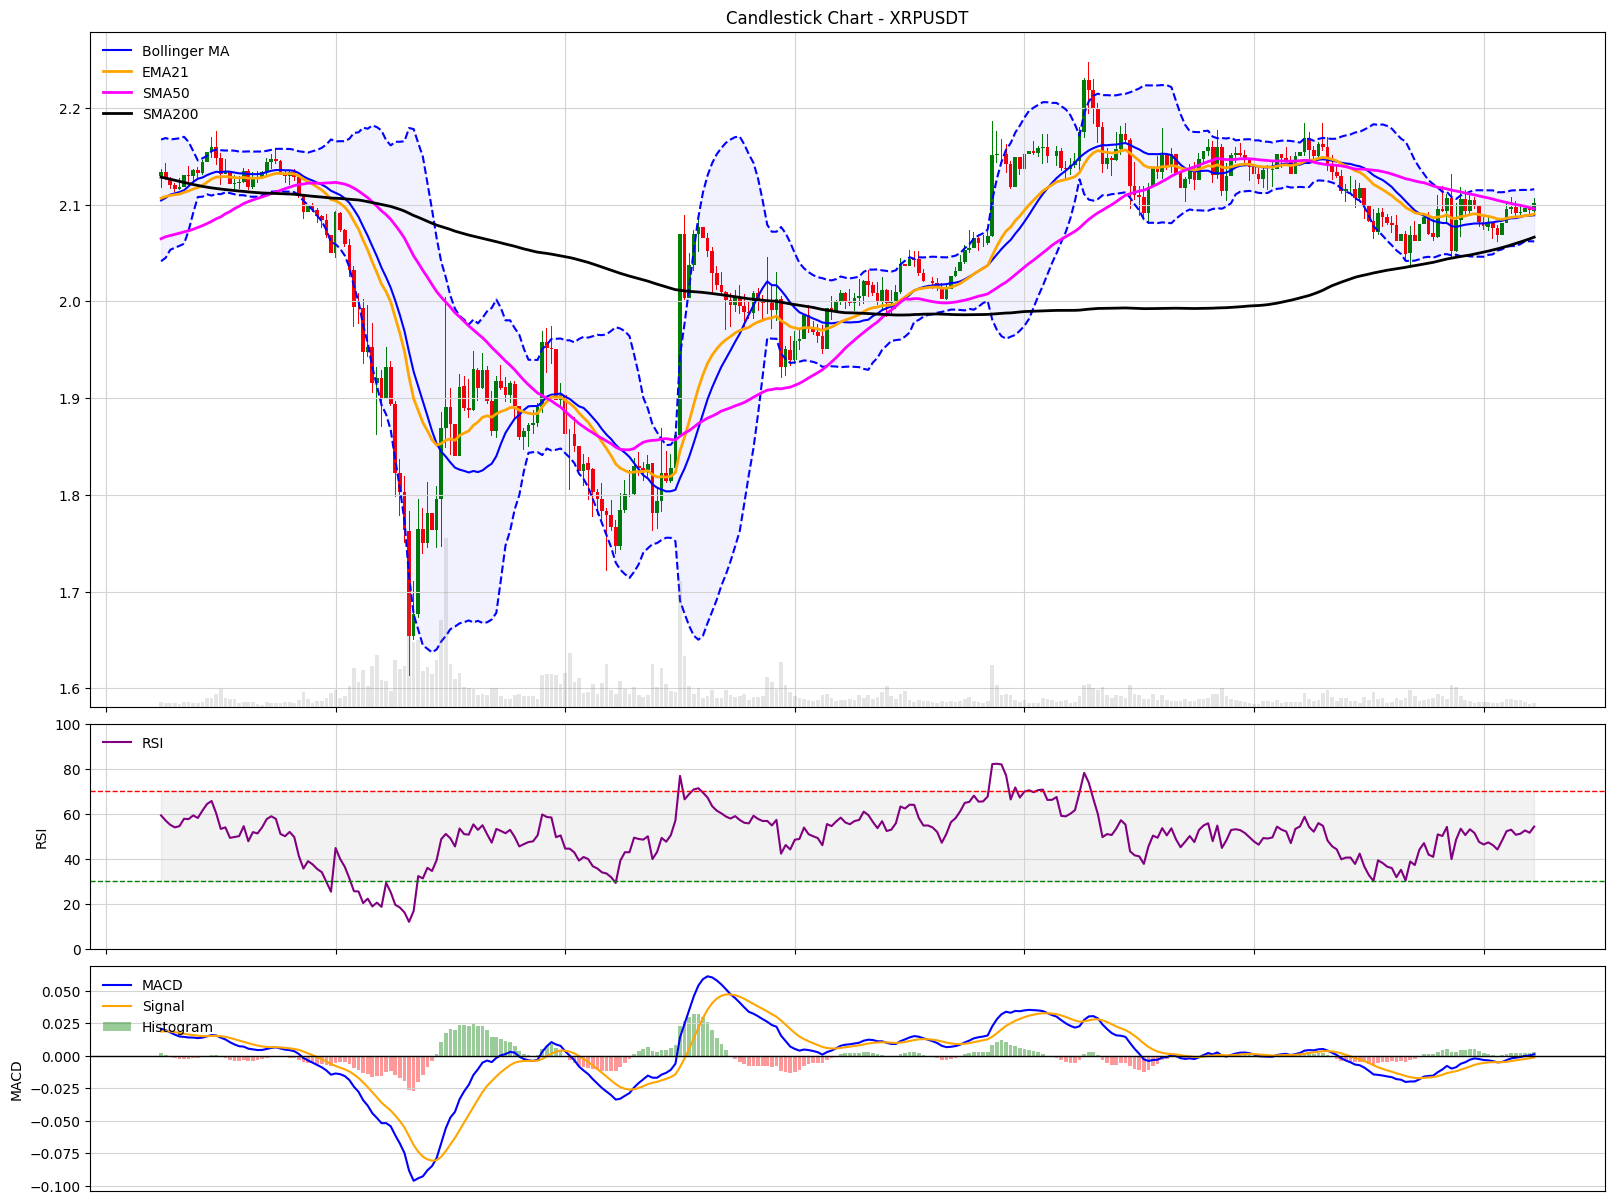 Candlestick Chart - XRPUSDT
Bollinger MA
EMA21
SMA50
SMA200
2.2
2.1
2.0
1.9
1.8
1.7
1.6
100
80
60
40
20
0
RSI
RSI
0.050
0.025
0.000
−0.025
−0.050
−0.075
−0.100
MACD
MACD
Signal
Histogram